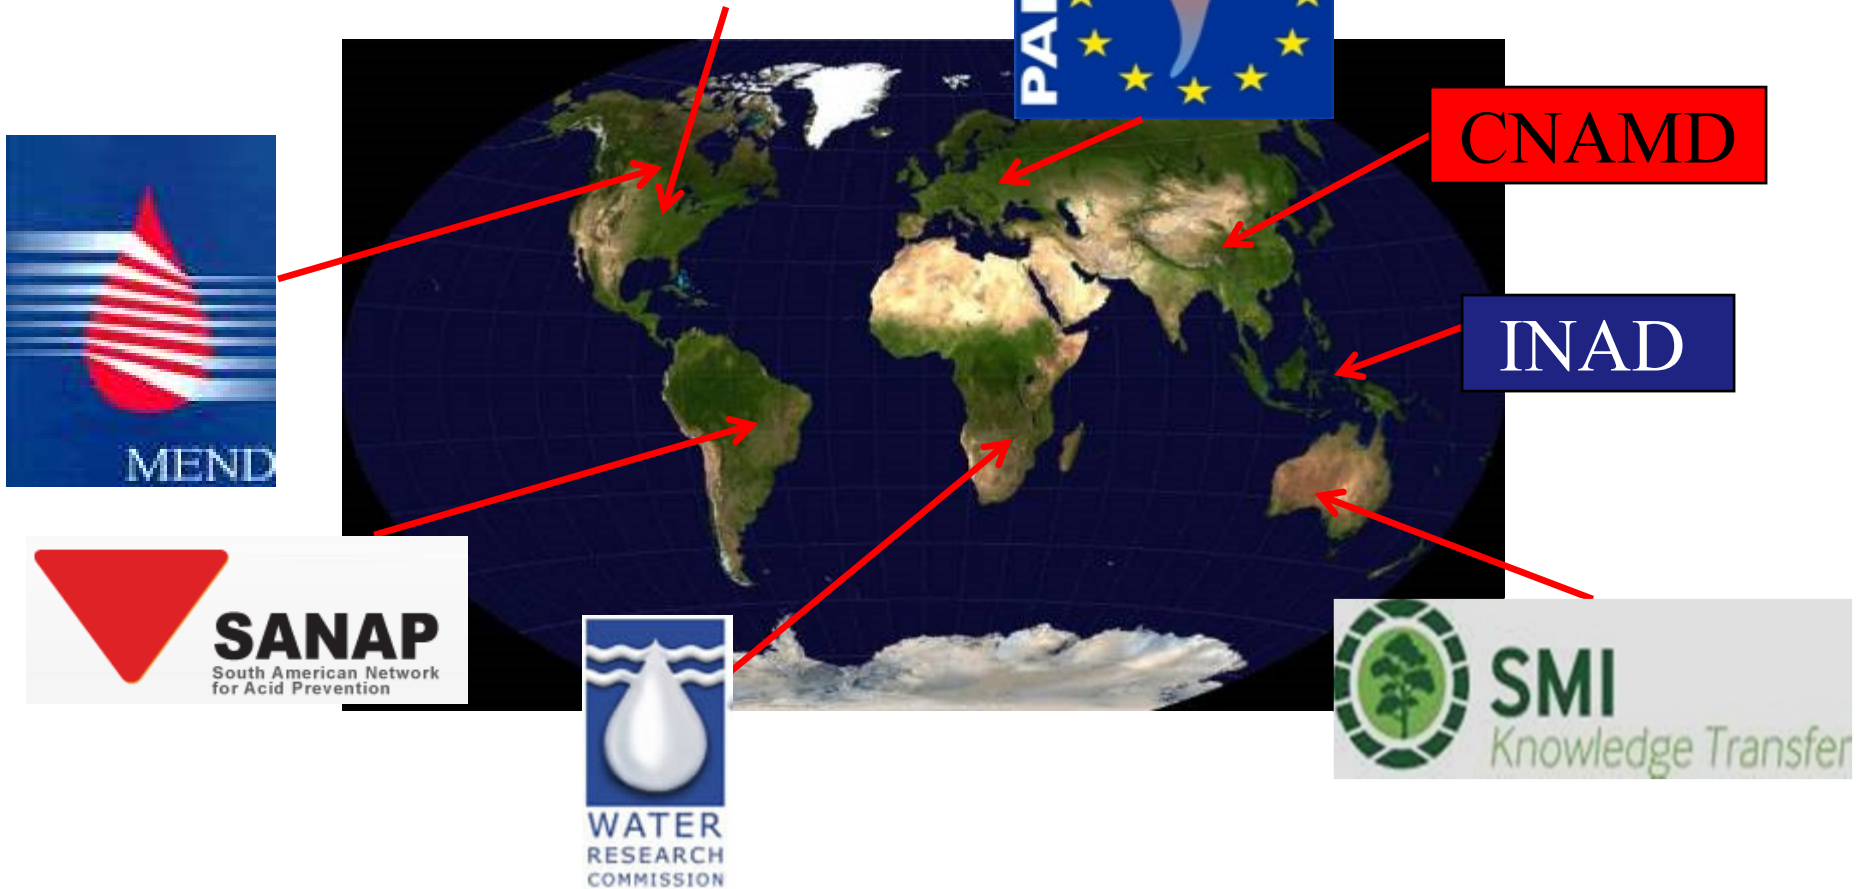 CNAMD
INAD
MEND
SANAP
South American Network
for Acid Prevention
SMI
Knowledge Transfer
WATER
RESEARCH
COMMISSION